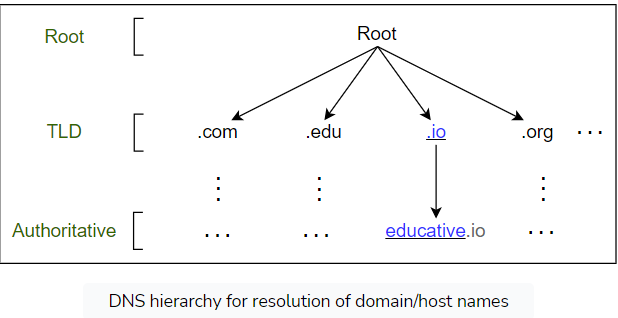 Root
Root
TLD
.com
.edu
.io
.org
...
Authoritative
...
...
educative.io
...
DNS hierarchy for resolution of domain/host names